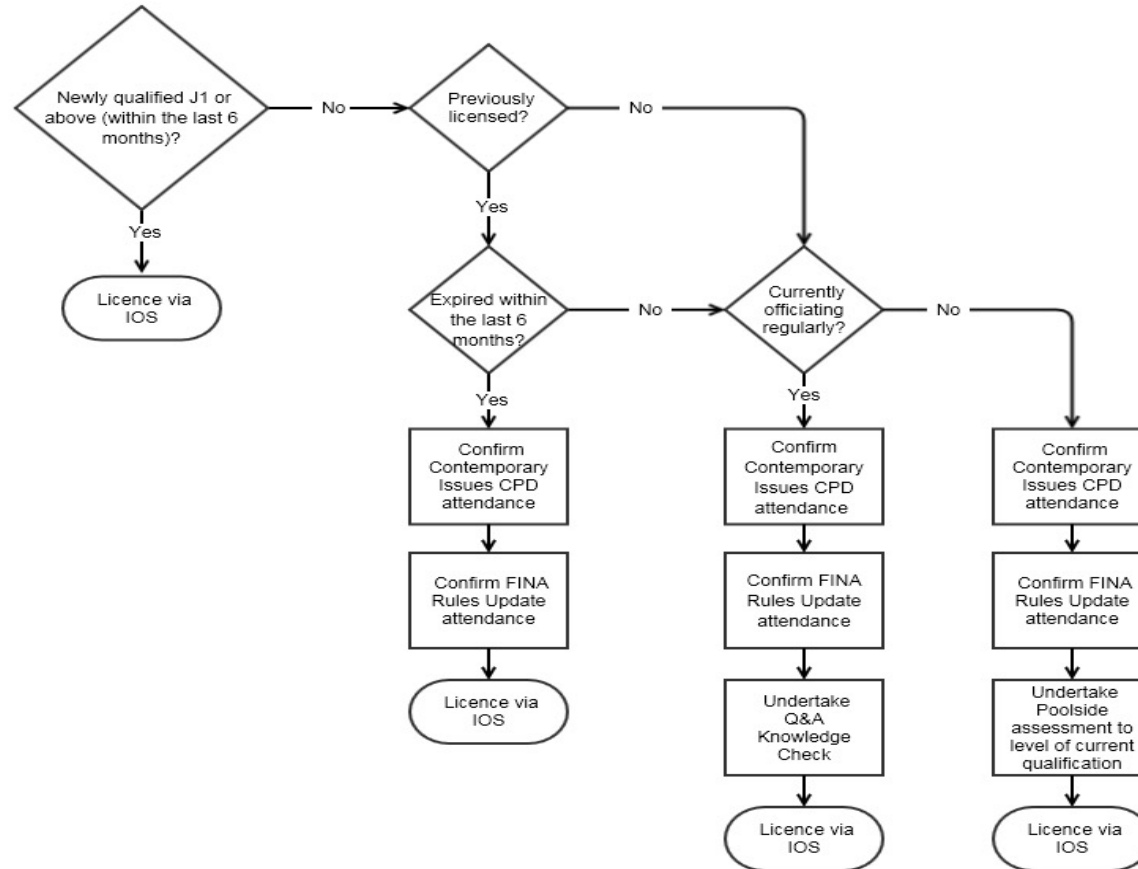 Newly qualified J1 or
above (within the last 6
months)?
No
Previously
licensed?
No
Yes
Yes
Licence via
IOS
Expired within
the last 6
months?
No
Currently
officiating
regularly?
No
Yes
Yes
Confirm
Contemporary
Issues CPD
attendance
Confirm
Contemporary
Issues CPD
attendance
Confirm
Contemporary
Issues CPD
attendance
Confirm FINA
Rules Update
attendance
Confirm FINA
Rules Update
attendance
Confirm FINA
Rules Update
attendance
Licence via
IOS
Undertake
Q&A
Knowledge
Check
Undertake
Poolside
assessment to
level of current
qualification
Licence via
IOS
Licence via
IOS